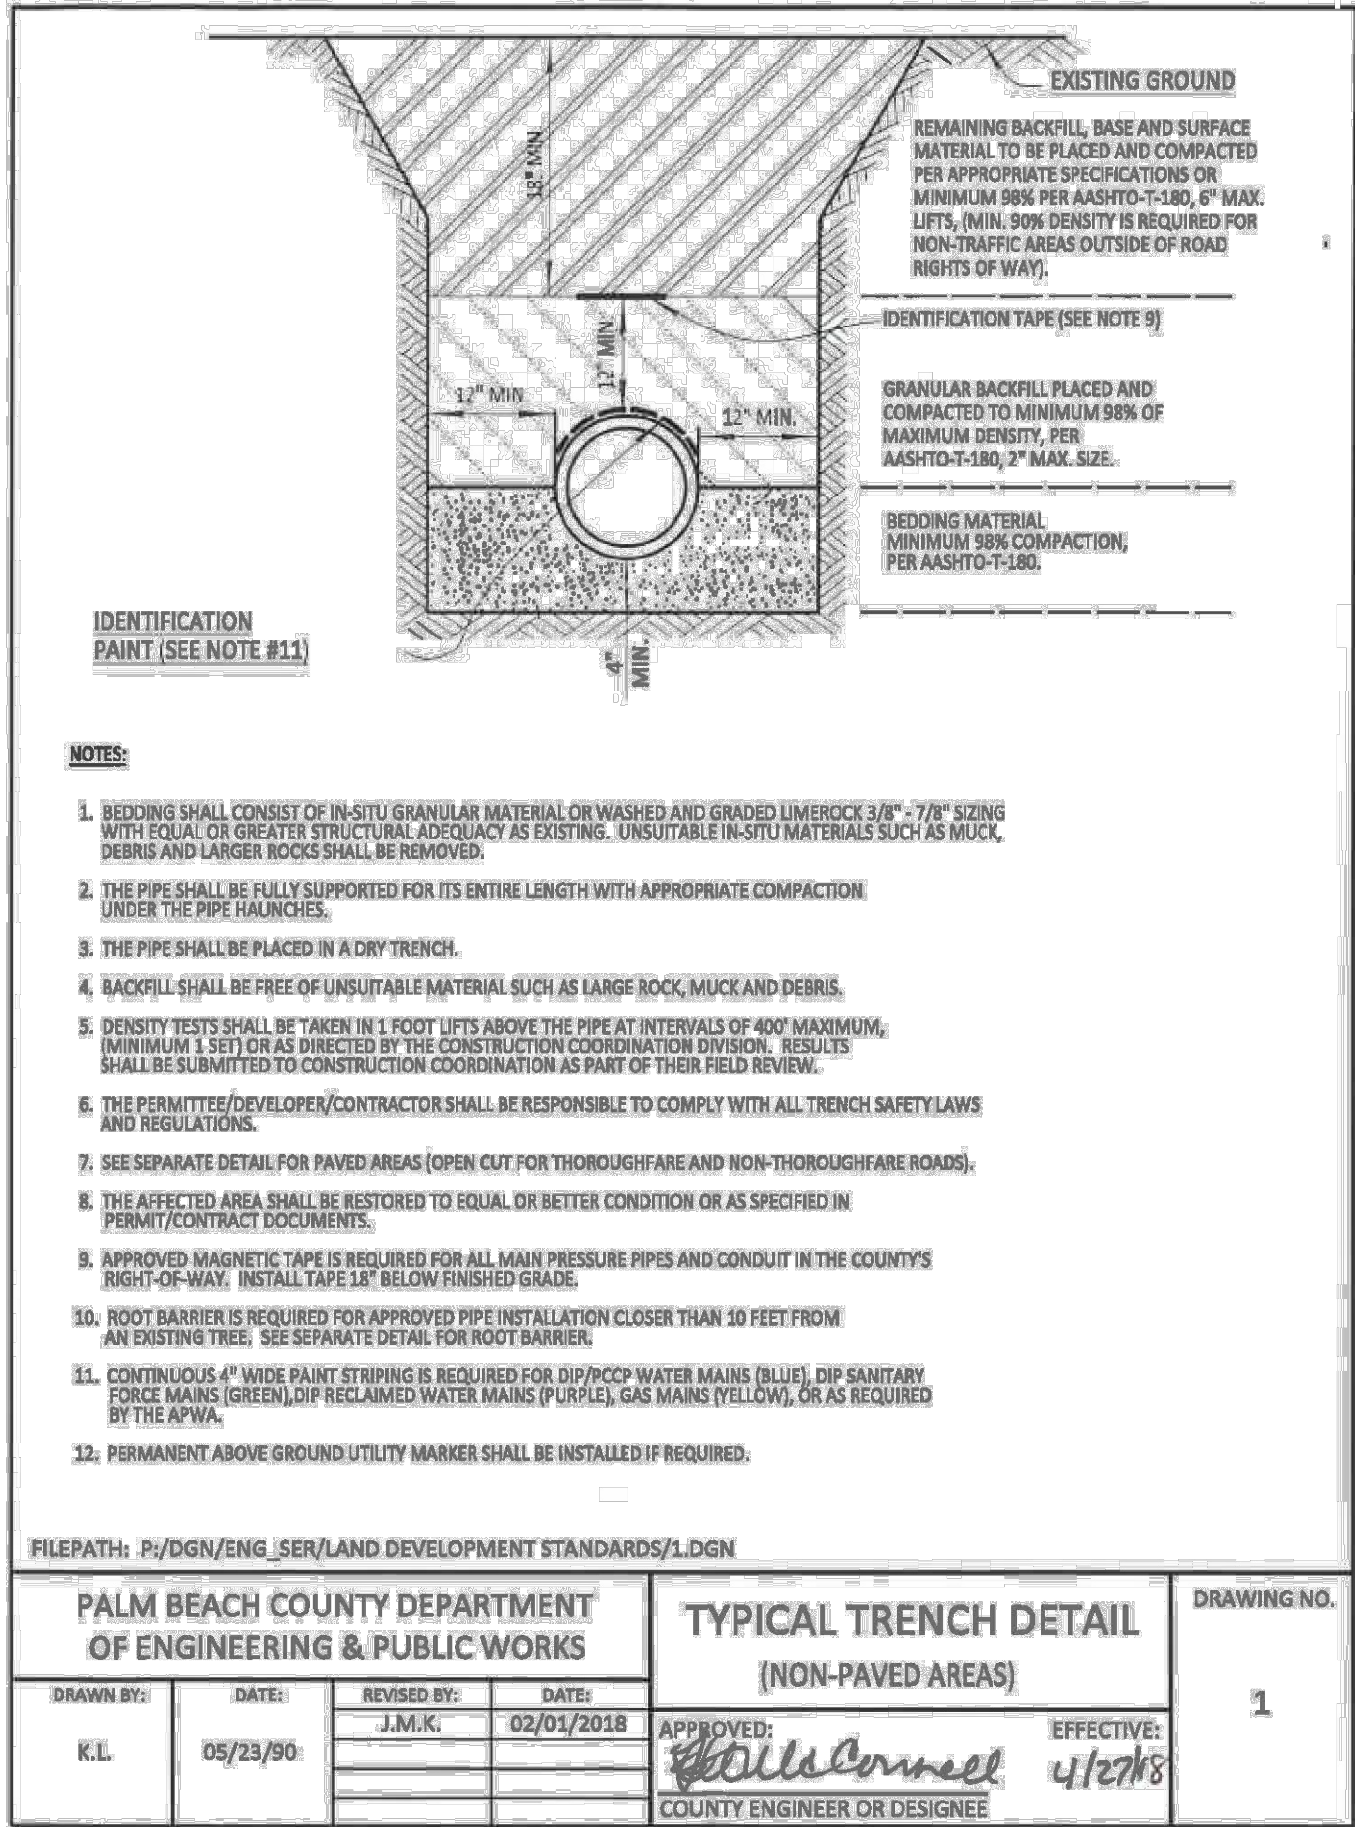 EXISTING GROUND
REMAINING BACKFILL, BASE AND SURFACE
MATERIAL TO BE PLACED AND COMPACTED
PER APPROPRIATE SPECIFICATIONS OR
MINIMUM 98% PER AASHTO-T-180, 6" MAX.
LIFTS, (MIN. 90% DENSITY IS REQUIRED FOR
NON-TRAFFIC AREAS OUTSIDE OF ROAD
RIGHTS OF WAY).
18" MIN
IDENTIFICATION TAPE (SEE NOTE 9)
12" MIN
12" MIN
12" MIN.
GRANULAR BACKFILL PLACED AND
COMPACTED TO MINIMUM 98% OF
MAXIMUM DENSITY, PER
AASHTO-T-180, 2" MAX. SIZE.
BEDDING MATERIAL
MINIMUM 98% COMPACTION,
PER AASHTO-T-180.
IDENTIFICATION
PAINT (SEE NOTE #11)
4"
MIN.
NOTES:
1. BEDDING SHALL CONSIST OF IN-SITU GRANULAR MATERIAL OR WASHED AND GRADED LIMEROCK 3/8" - 7/8" SIZING
WITH EQUAL OR GREATER STRUCTURAL ADEQUACY AS EXISTING. UNSUITABLE IN-SITU MATERIALS SUCH AS MUCK,
DEBRIS AND LARGER ROCKS SHALL BE REMOVED.
2. THE PIPE SHALL BE FULLY SUPPORTED FOR ITS ENTIRE LENGTH WITH APPROPRIATE COMPACTION
UNDER THE PIPE HAUNCHES.
3. THE PIPE SHALL BE PLACED IN A DRY TRENCH.
4. BACKFILL SHALL BE FREE OF UNSUITABLE MATERIAL SUCH AS LARGE ROCK, MUCK AND DEBRIS.
5. DENSITY TESTS SHALL BE TAKEN IN 1 FOOT LIFTS ABOVE THE PIPE AT INTERVALS OF 400' MAXIMUM,
(MINIMUM 1 SET) OR AS DIRECTED BY THE CONSTRUCTION COORDINATION DIVISION. RESULTS
SHALL BE SUBMITTED TO CONSTRUCTION COORDINATION AS PART OF THEIR FIELD REVIEW.
6. THE PERMITTEE/DEVELOPER/CONTRACTOR SHALL BE RESPONSIBLE TO COMPLY WITH ALL TRENCH SAFETY LAWS
AND REGULATIONS.
7. SEE SEPARATE DETAIL FOR PAVED AREAS (OPEN CUT FOR THOROUGHFARE AND NON-THOROUGHFARE ROADS).
8. THE AFFECTED AREA SHALL BE RESTORED TO EQUAL OR BETTER CONDITION OR AS SPECIFIED IN
PERMIT/CONTRACT DOCUMENTS.
9. APPROVED MAGNETIC TAPE IS REQUIRED FOR ALL MAIN PRESSURE PIPES AND CONDUIT IN THE COUNTY'S
RIGHT-OF-WAY. INSTALL TAPE 18" BELOW FINISHED GRADE.
10. ROOT BARRIER IS REQUIRED FOR APPROVED PIPE INSTALLATION CLOSER THAN 10 FEET FROM
AN EXISTING TREE. SEE SEPARATE DETAIL FOR ROOT BARRIER.
11. CONTINUOUS 4" WIDE PAINT STRIPING IS REQUIRED FOR DIP/PCCP WATER MAINS (BLUE), DIP SANITARY
FORCE MAINS (GREEN),DIP RECLAIMED WATER MAINS (PURPLE), GAS MAINS (YELLOW), OR AS REQUIRED
BY THE APWA.
12. PERMANENT ABOVE GROUND UTILITY MARKER SHALL BE INSTALLED IF REQUIRED.
FILEPATH: P:/DGN/ENG_SER/LAND DEVELOPMENT STANDARDS/1.DGN
PALM BEACH COUNTY DEPARTMENT
OF ENGINEERING & PUBLIC WORKS
TYPICAL TRENCH DETAIL
(NON-PAVED AREAS)
DRAWING NO.
1
DRAWN BY:
K.L.
DATE:
05/23/90
REVISED BY:
J.M.K.
DATE:
02/01/2018
APPROVED:
EFFECTIVE:
4/27/18
COUNTY ENGINEER OR DESIGNEE